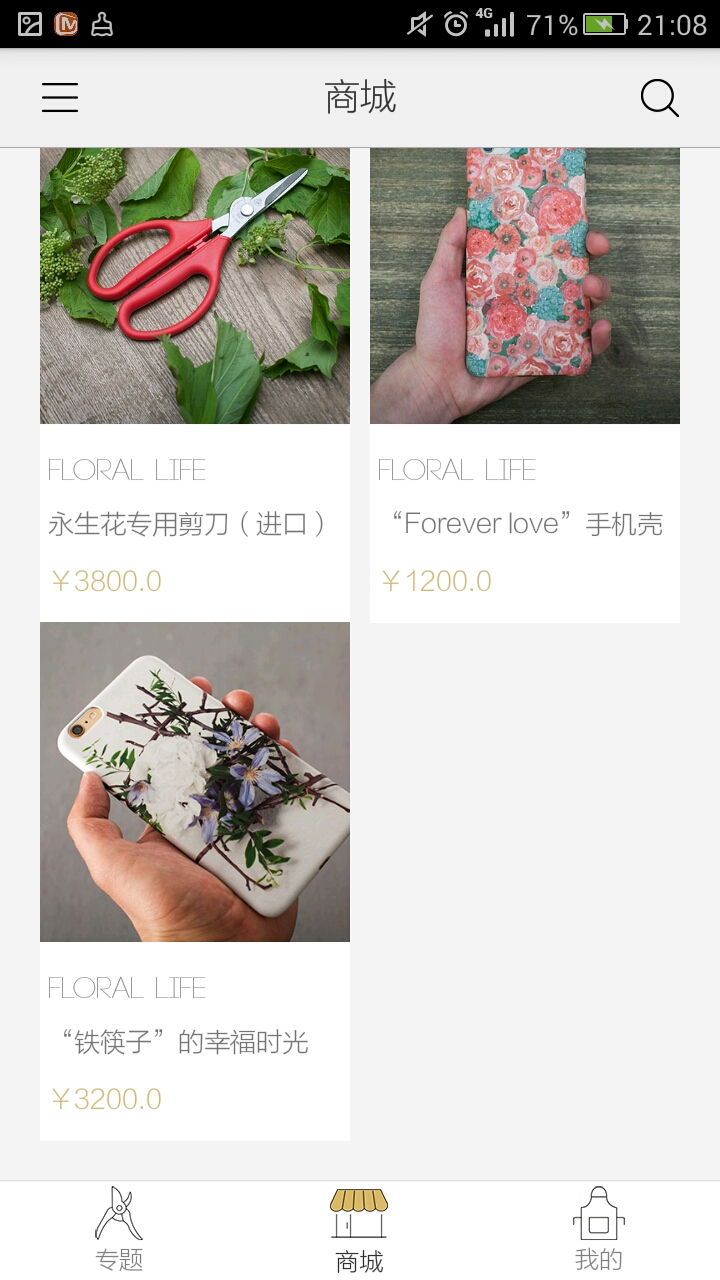 4G 71% 21:08
商城
FLORAL LIFE
永生花专用剪刀（进口）
￥3800.0
FLORAL LIFE
“Forever love”手机壳
￥1200.0
FLORAL LIFE
“铁筷子”的幸福时光
￥3200.0
专题
商城
我的